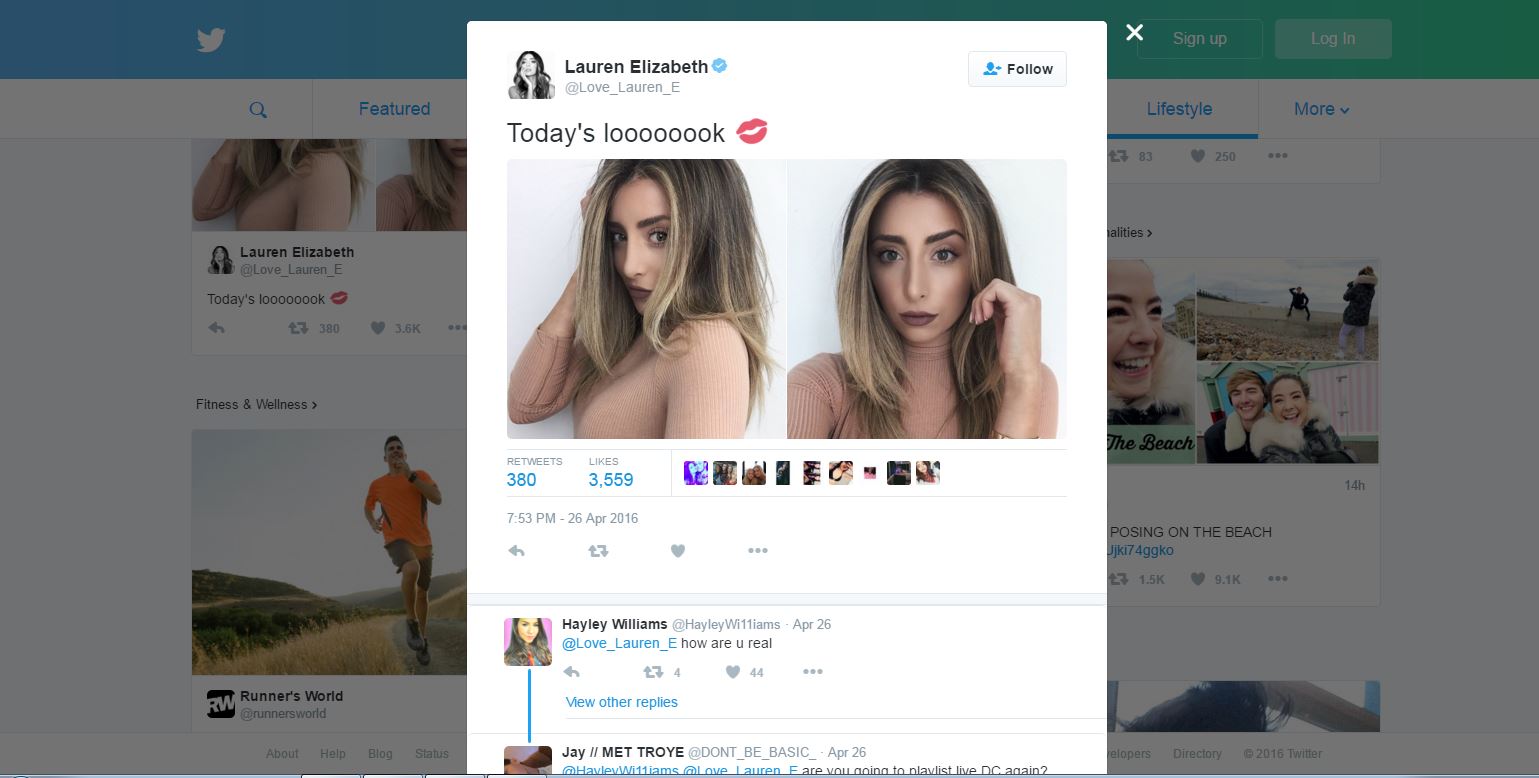 Sign up
Log In
Featured
Lifestyle
More
Lauren Elizabeth
@Love_Lauren_E
Follow
Today's loooooook
RETWEETS
380
LIKES
3,559
7:53 PM - 26 Apr 2016
Hayley Williams @HayleyWi11iams · Apr 26
@Love_Lauren_E how are u real
4
44
View other replies
Jay // MET TROYE @DONT_BE_BASIC_ · Apr 26
@HayleyWi11iams @Love_Lauren_E are you going to playlist live DC again?
Lauren Elizabeth
@Love_Lauren_E
Today's loooooook
380
3.6K
Fitness & Wellness
RW
Runner's World
@runnersworld
83
250
nalities
The Beach
14h
POSING ON THE BEACH
Ujki74ggko
1.5K
9.1K
About
Help
Blog
Status
velopers
Directory
© 2016 Twitter